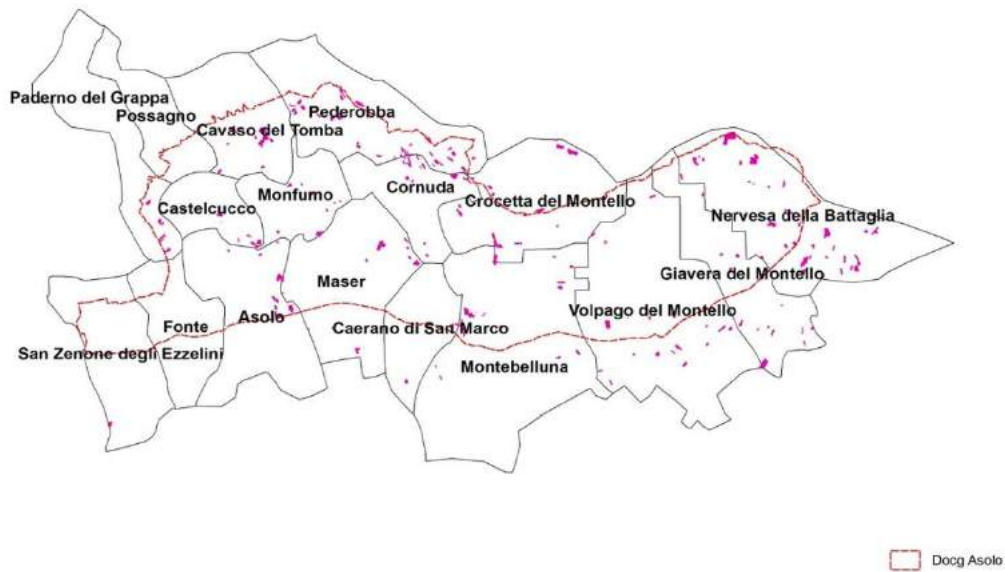 Paderno del Grappa
Possagno
Pederobba
Cavaso del Tomba
Cornuda
Monfumo
Castelcucco
Crocetta del Montello
Nervesa della Battaglia
Giavera del Montello
Maser
Volpago del Montello
Asolo
Fonte
Caerano di San Marco
San Zenone degli Ezzelini
Montebelluna
Docg Asolo